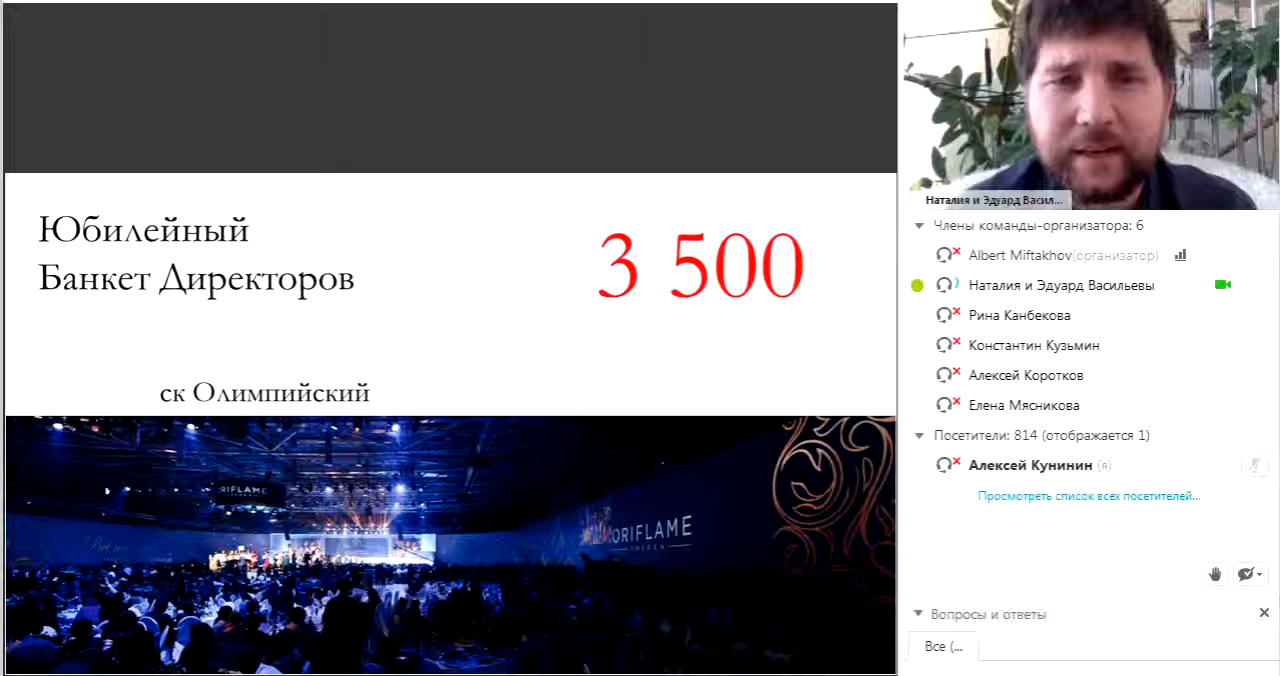 Юбилейный
Банкет Директоров
3 500
ск Олимпийский
ORIFLAME
SWEDEN
Наталия и Эдуард Васил...
Члены команды-организатора: 6
Albert Miftakhov(организатор)
Наталия и Эдуард Васильевы
Рина Канбекова
Константин Кузьмин
Алексей Коротков
Елена Мясникова
Посетители: 814 (отображается 1)
Алексей Кунинин (я)
Просмотреть список всех посетителей...
Вопросы и ответы
Все (...